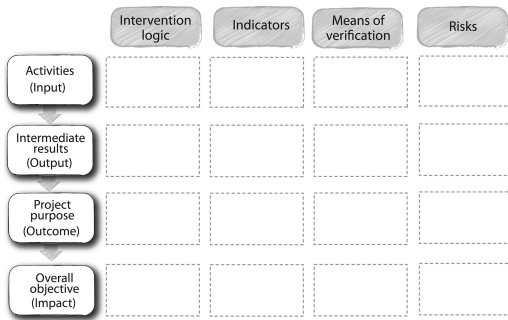 Intervention
logic
Indicators
Means of
verification
Risks
Activities
(Input)
Intermediate
results
(Output)
Project
purpose
(Outcome)
Overall
objective
(Impact)